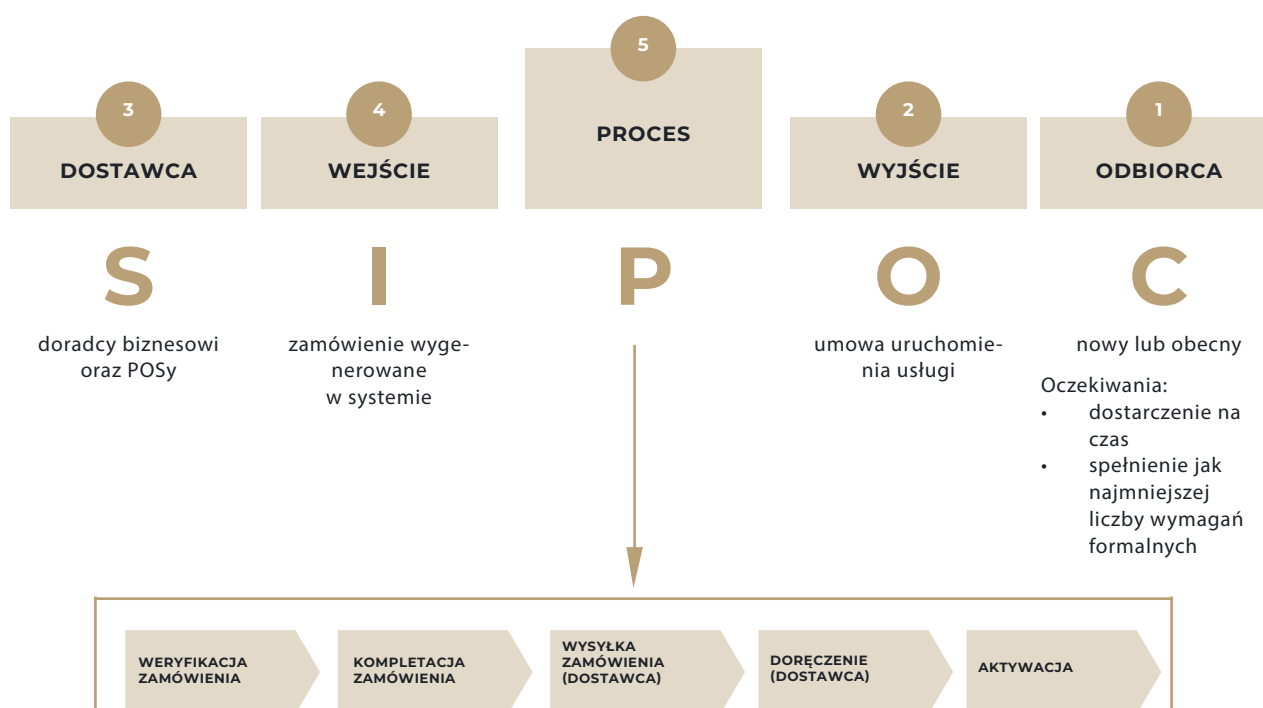 3
DOSTAWCA
S
doradcy biznesowi
oraz POSy
4
WEJŚCIE
I
zamówienie wyge-
nerowane
w systemie
5
PROCES
P
2
WYJŚCIE
O
umowa uruchomie-
nia usługi
1
ODBIORCA
C
nowy lub obecny
Oczekiwania:
• dostarczenie na
czas
• spełnienie jak
najmniejszej
liczby wymagań
formalnych
WERYFIKACJA
ZAMÓWIENIA
KOMPLETACJA
ZAMÓWIENIA
WYSYŁKA
ZAMÓWIENIA
(DOSTAWCA)
DORĘCZENIE
(DOSTAWCA)
AKTYWACJA